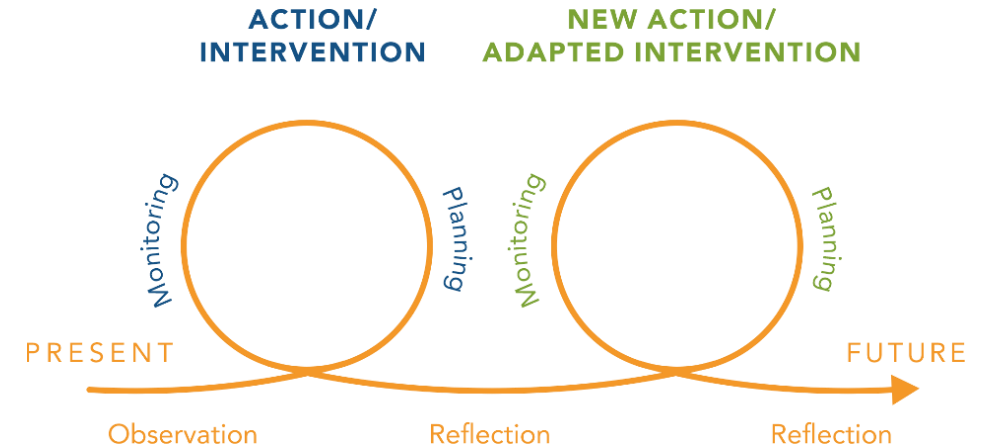 ACTION/
INTERVENTION
NEW ACTION/
ADAPTED INTERVENTION
Monitoring
Planning
Monitoring
Planning
PRESENT
FUTURE
Observation
Reflection
Reflection